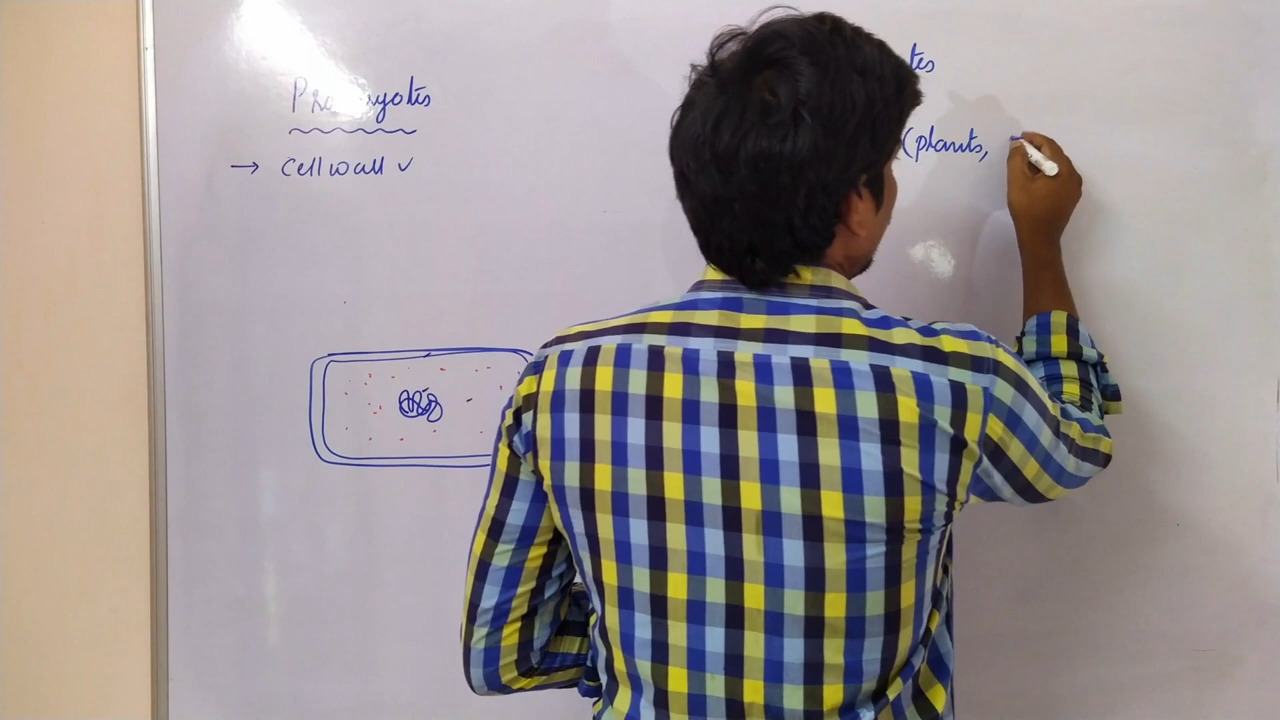 Prokaryotes
→ cell wall ✓
tes
(plants,